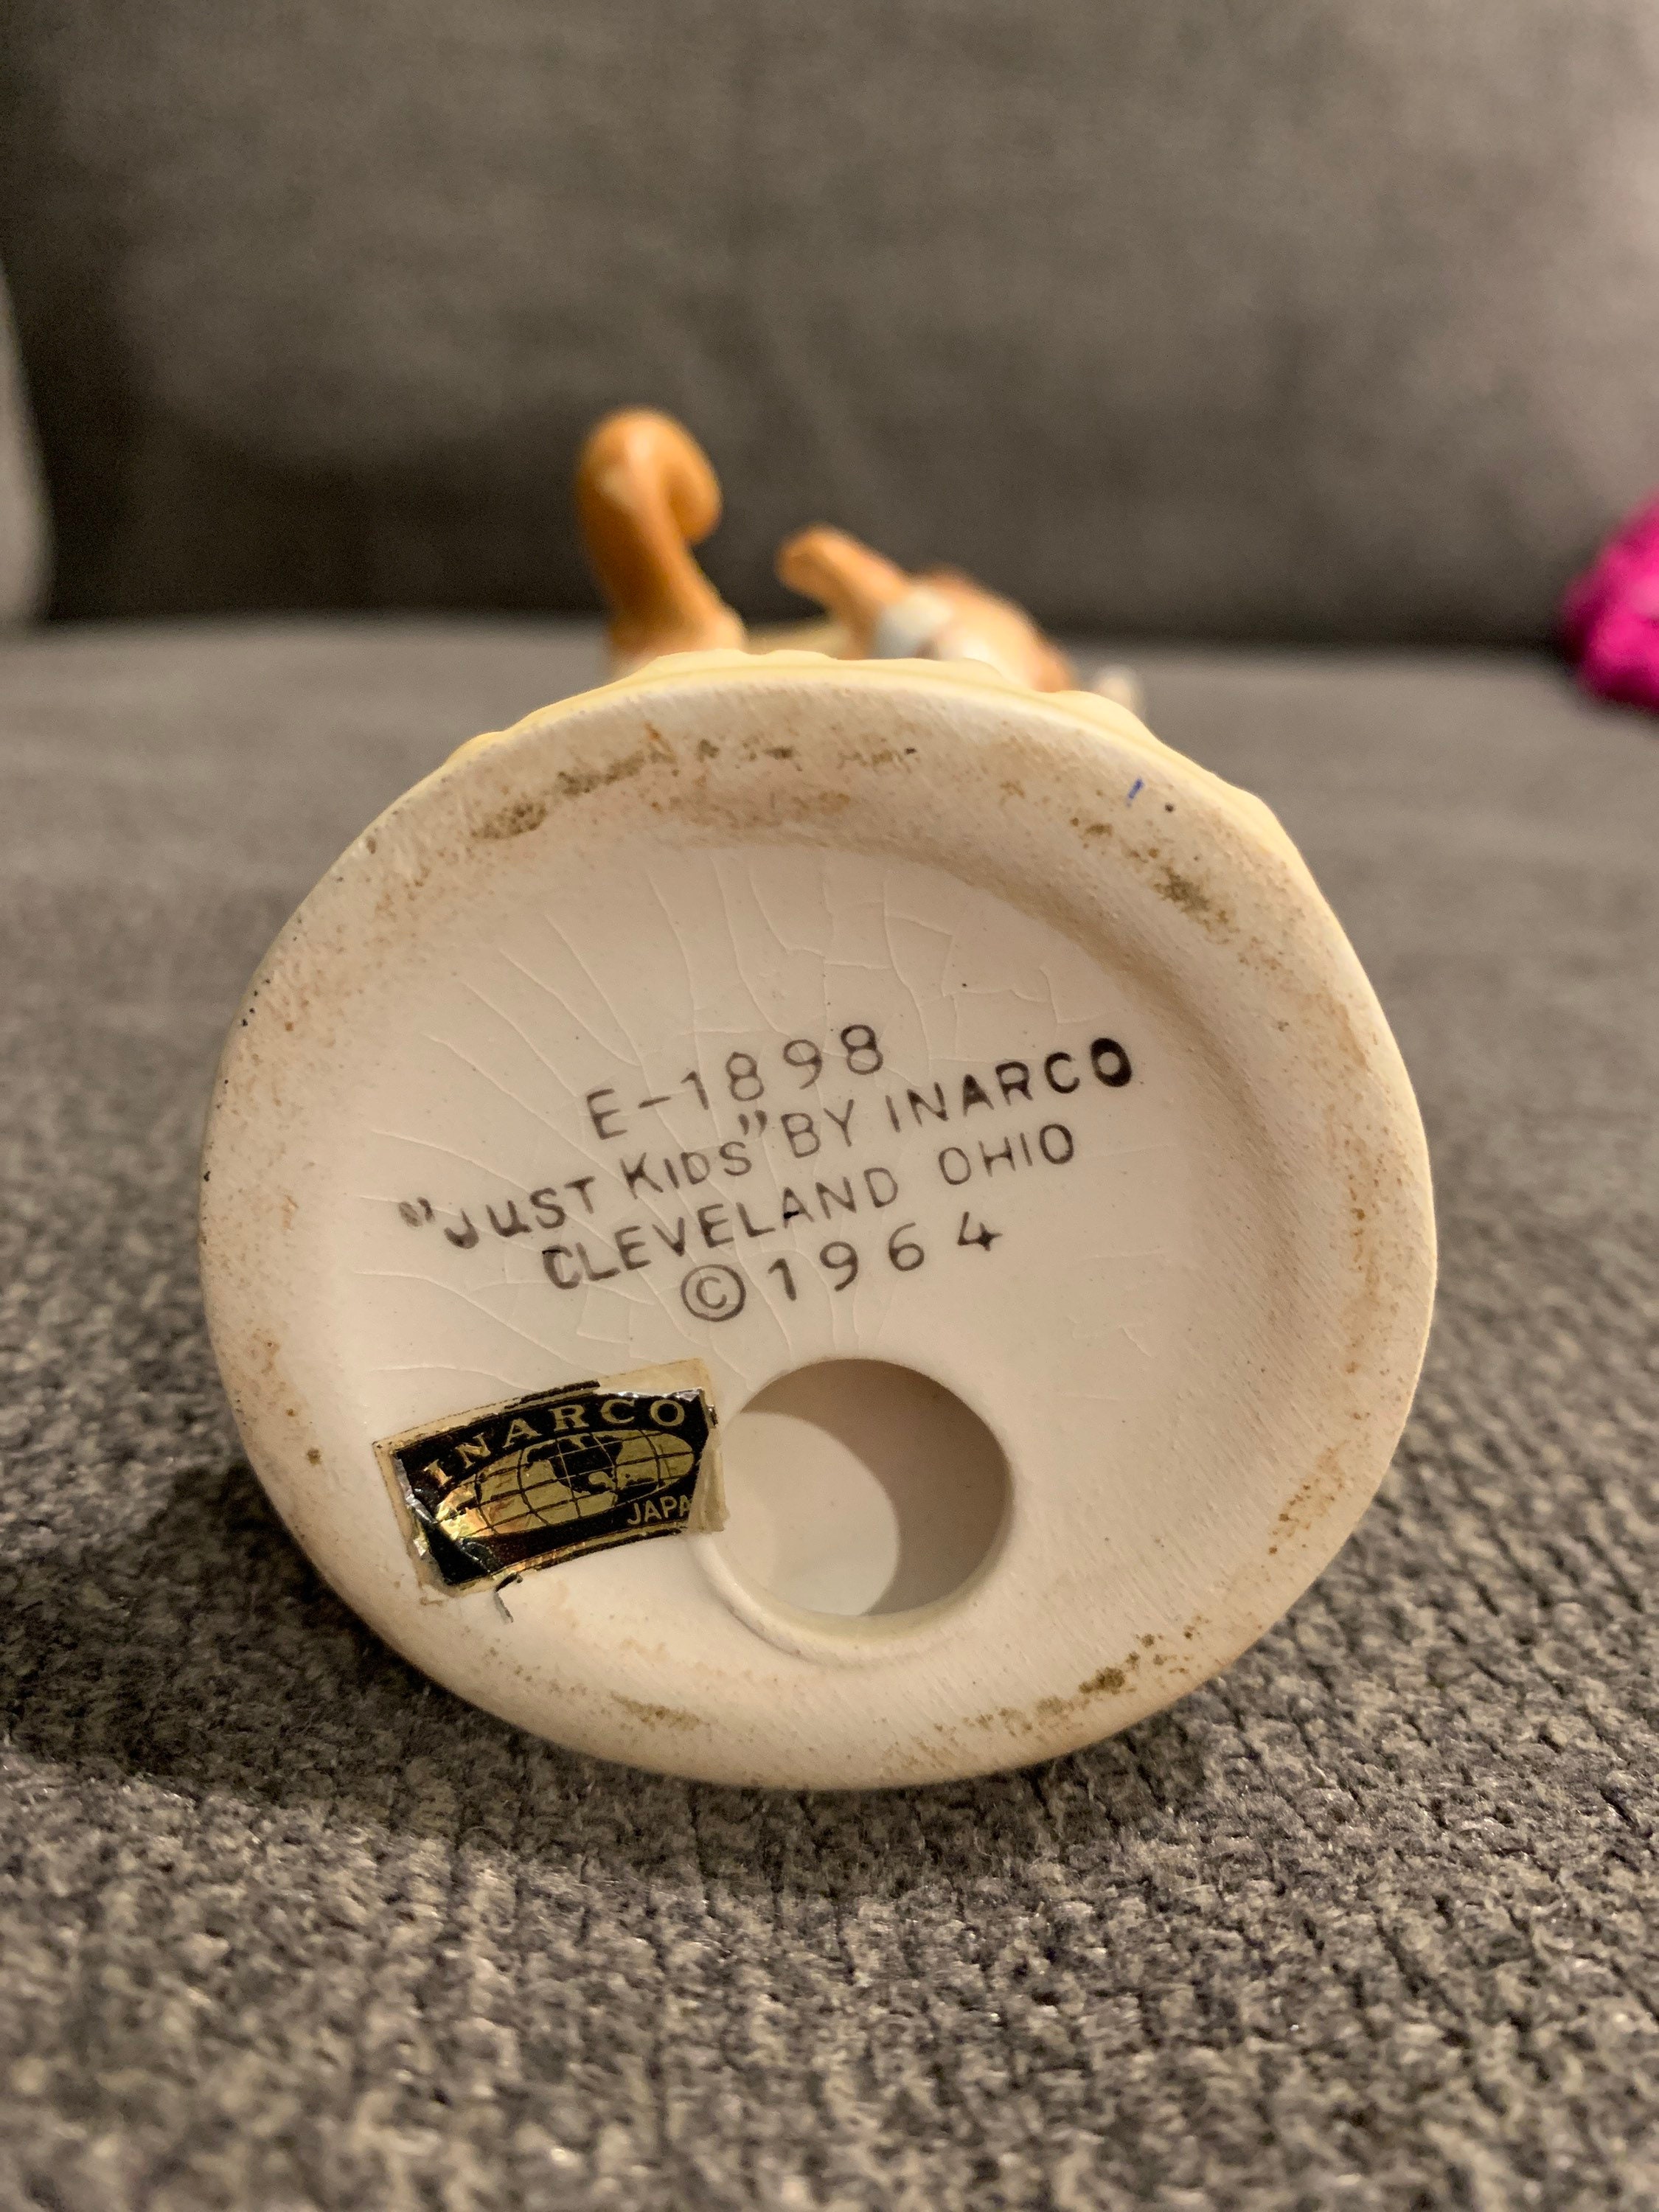 E-1898
"JUST KIDS" BY INARCO
CLEVELAND OHIO
© 1964
INARCO
JAPA